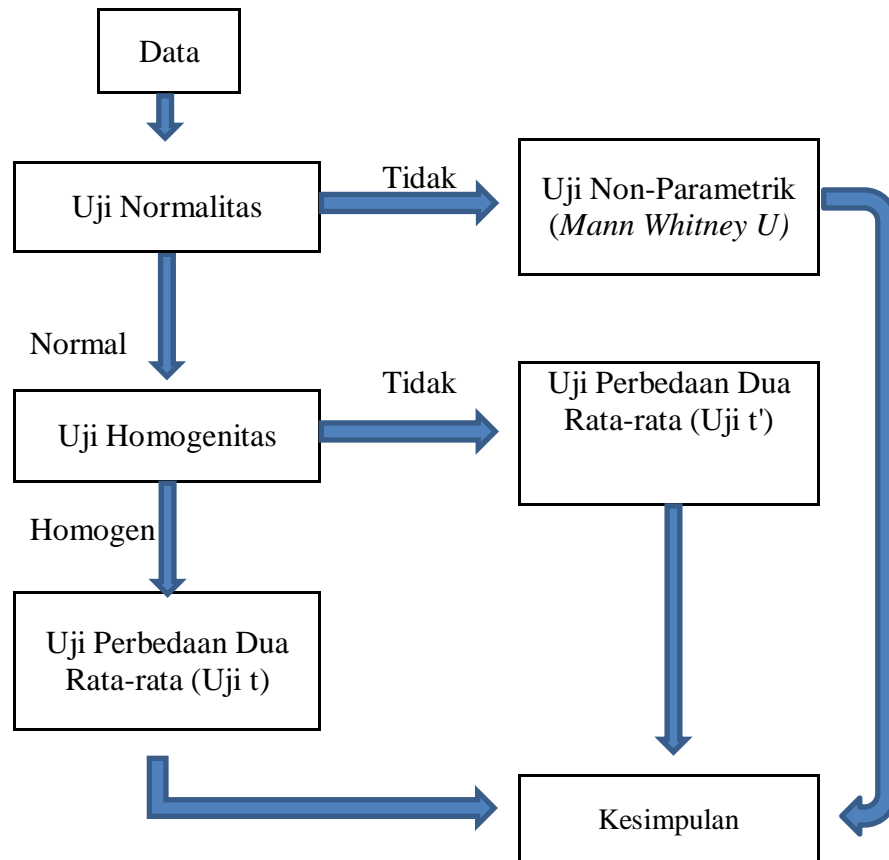 Data
Uji Normalitas
Tidak
Uji Non-Parametrik
(Mann Whitney U)
Normal
Uji Homogenitas
Tidak
Uji Perbedaan Dua
Rata-rata (Uji t')
Homogen
Uji Perbedaan Dua
Rata-rata (Uji t)
Kesimpulan